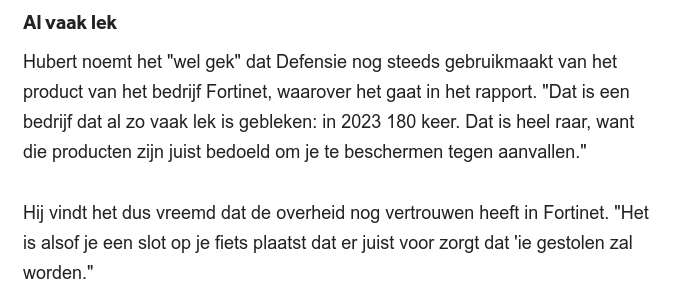 Al vaak lek
Hubert noemt het "wel gek" dat Defensie nog steeds gebruikmaakt van het
product van het bedrijf Fortinet, waarover het gaat in het rapport. "Dat is een
bedrijf dat al zo vaak lek is gebleken: in 2023 180 keer. Dat is heel raar, want
die producten zijn juist bedoeld om je te beschermen tegen aanvallen."
Hij vindt het dus vreemd dat de overheid nog vertrouwen heeft in Fortinet. "Het
is alsof je een slot op je fiets plaatst dat er juist voor zorgt dat 'ie gestolen zal
worden."